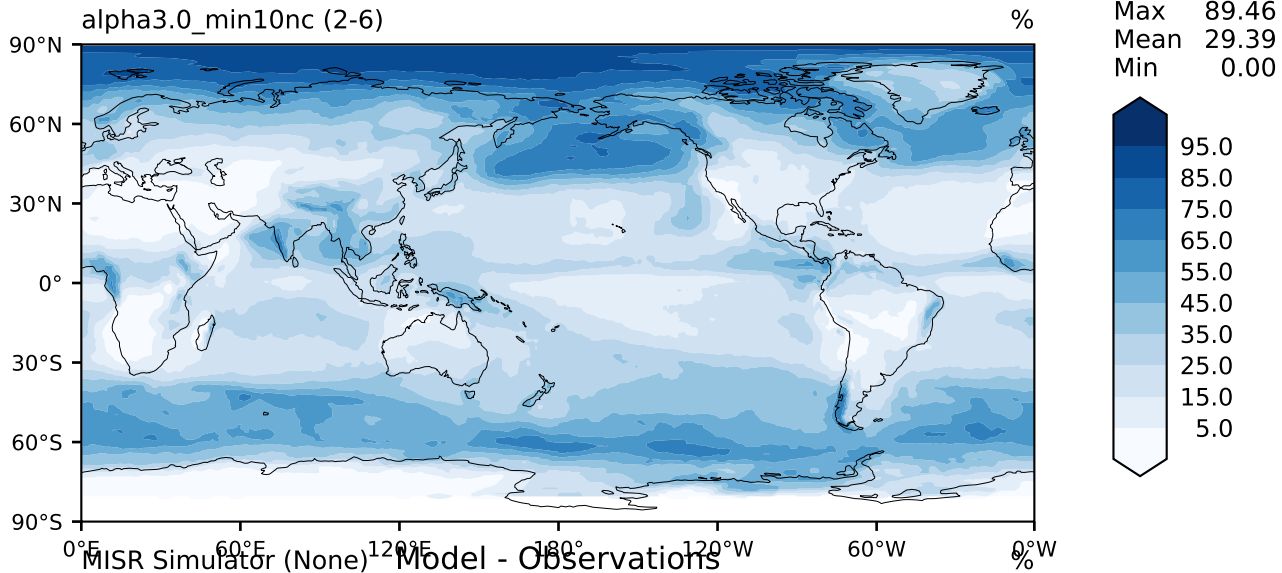 alpha3.0_min10nc (2-6) %
Max 89.46
Mean 29.39
Min 0.00
90°N
60°N
30°N
0°
30°S
60°S
90°S
95.0
85.0
75.0
65.0
55.0
45.0
35.0
25.0
15.0
5.0
0°E 60°E 120°E 180° 120°W 60°W 0°W
MISR Simulator (None) Model - Observations %